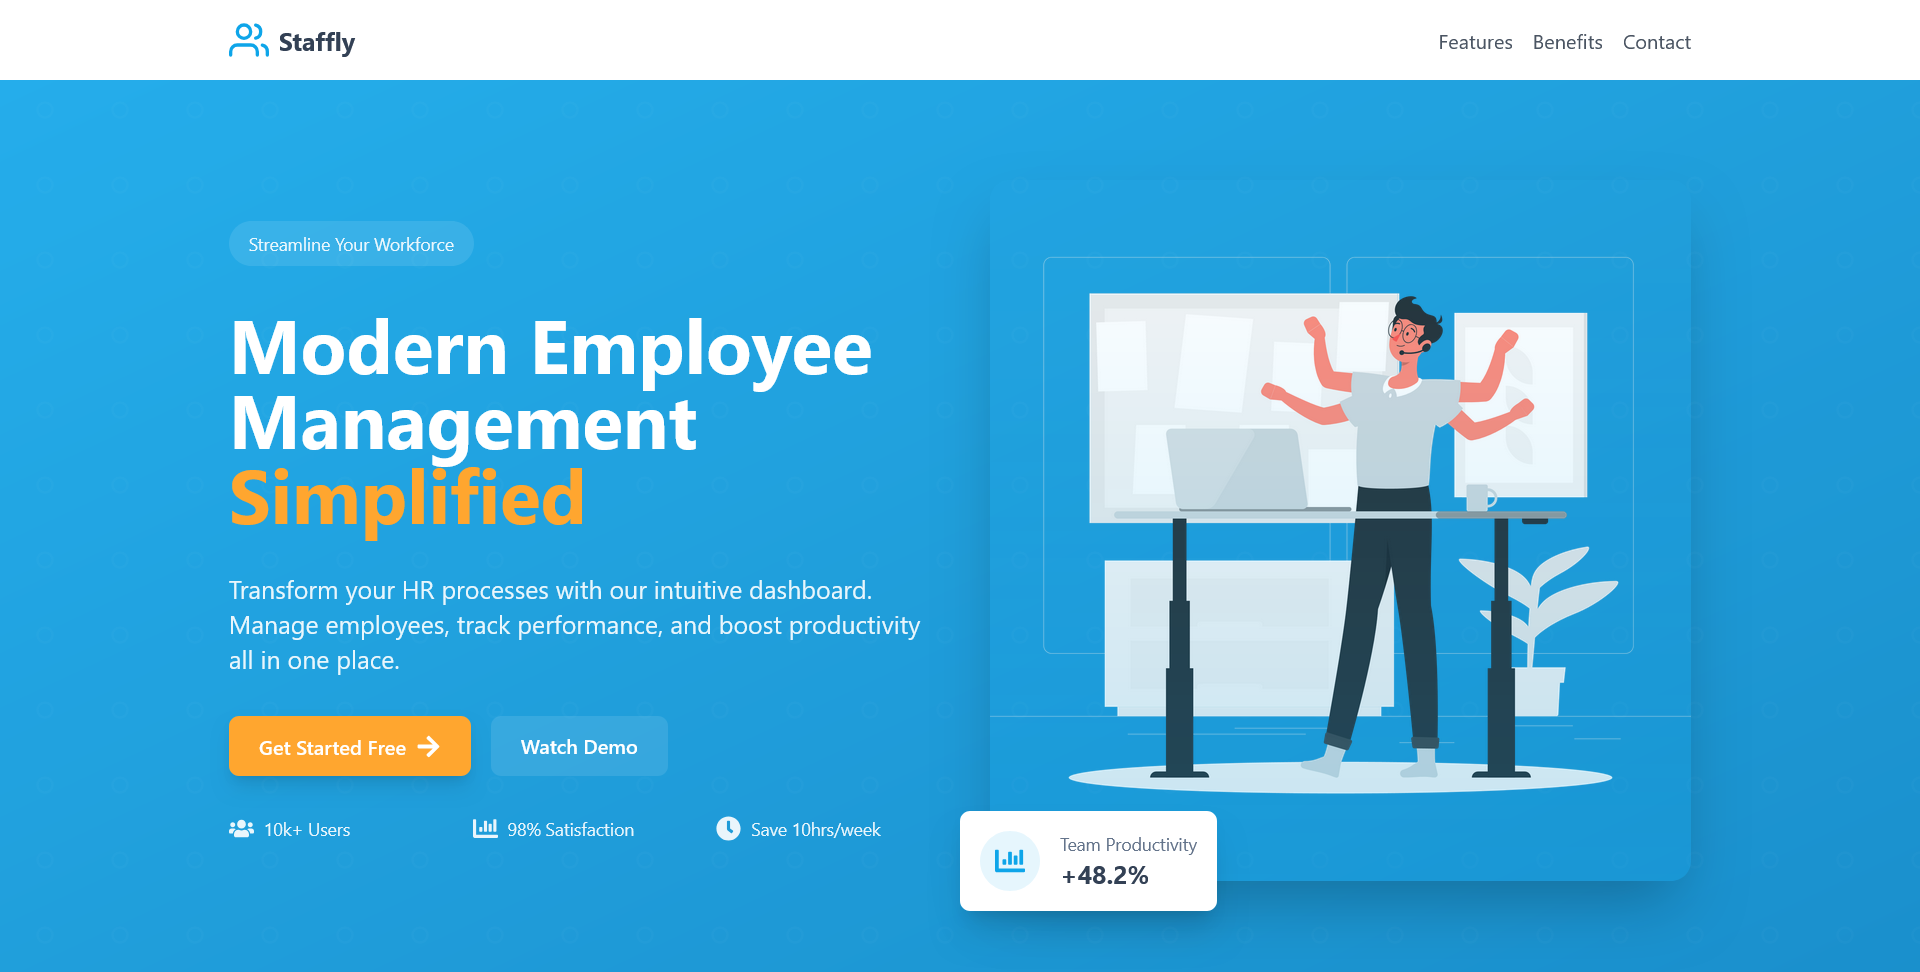 Staffly
Features Benefits Contact
Streamline Your Workforce
Modern Employee
Management
Simplified
Transform your HR processes with our intuitive dashboard.
Manage employees, track performance, and boost productivity
all in one place.
Get Started Free
Watch Demo
10k+ Users
98% Satisfaction
Save 10hrs/week
Team Productivity
+48.2%